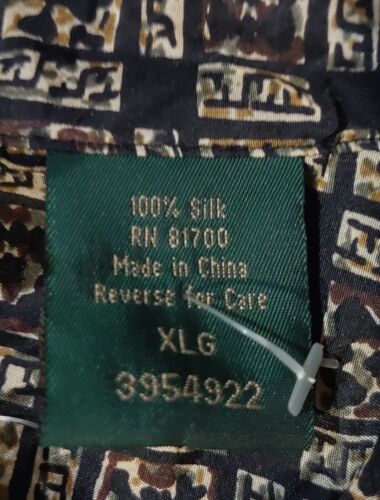 100% Silk
RN 81700
Made in China
Reverse for Care
XLG
3954922